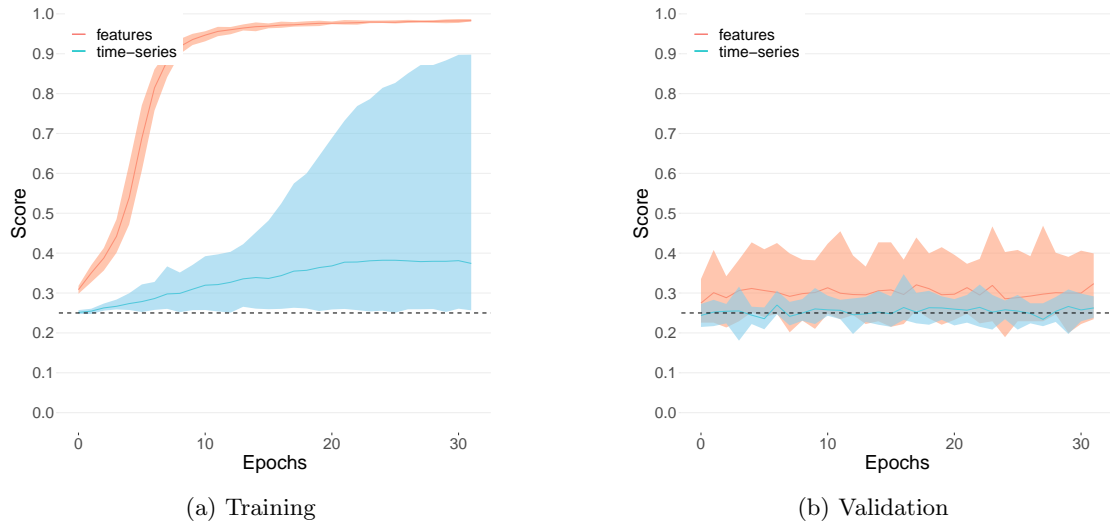 1.0
0.9
0.8
0.7
0.6
0.5
0.4
0.3
0.2
0.1
0.0
Score
features
time−series
0 10 20 30
Epochs
(a) Training
1.0
0.9
0.8
0.7
0.6
0.5
0.4
0.3
0.2
0.1
0.0
Score
features
time−series
0 10 20 30
Epochs
(b) Validation